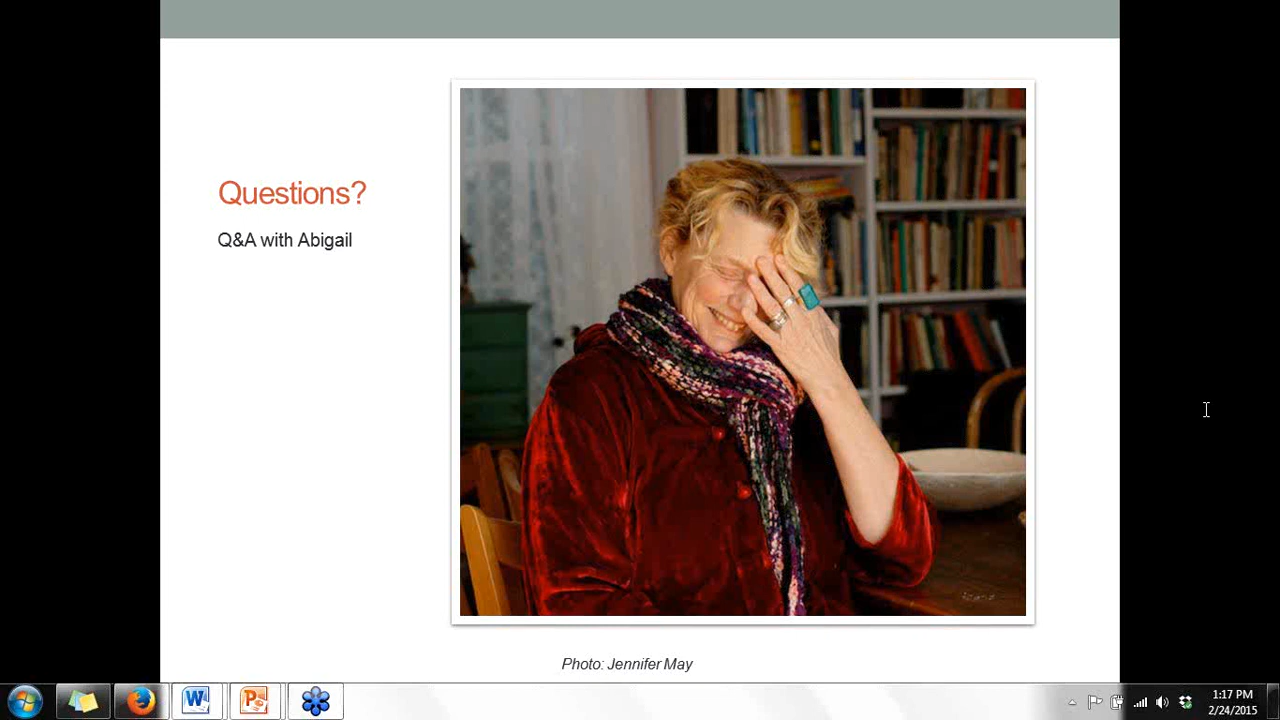 Questions?
Q&A with Abigail
Photo: Jennifer May
1:17 PM
2/24/2015